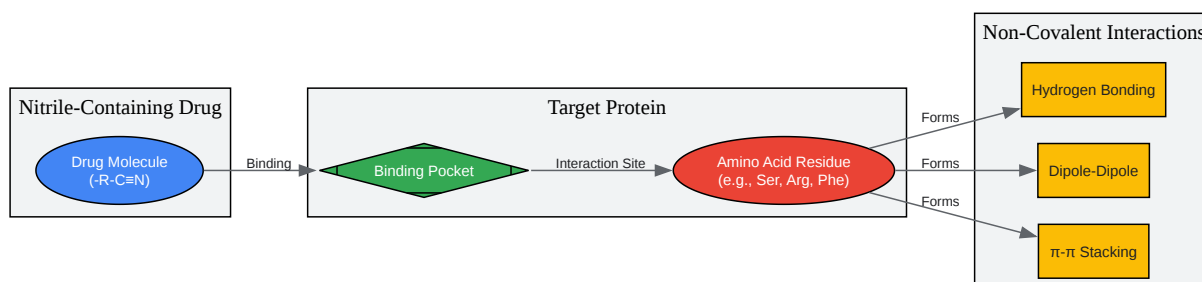 Non-Covalent Interactions
Nitrile-Containing Drug
Target Protein
Drug Molecule
(-R-C≡N)
Binding
Binding Pocket
Interaction Site
Amino Acid Residue
(e.g., Ser, Arg, Phe)
Forms
Forms
Forms
Hydrogen Bonding
Dipole-Dipole
π-π Stacking